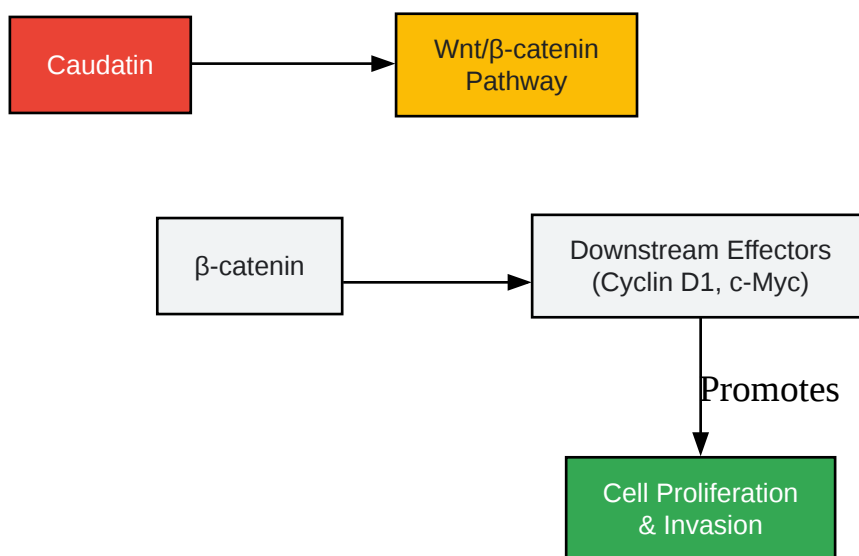 Caudatin
Wnt/β-catenin
Pathway
β-catenin
Downstream Effectors
(Cyclin D1, c-Myc)
Promotes
Cell Proliferation
& Invasion